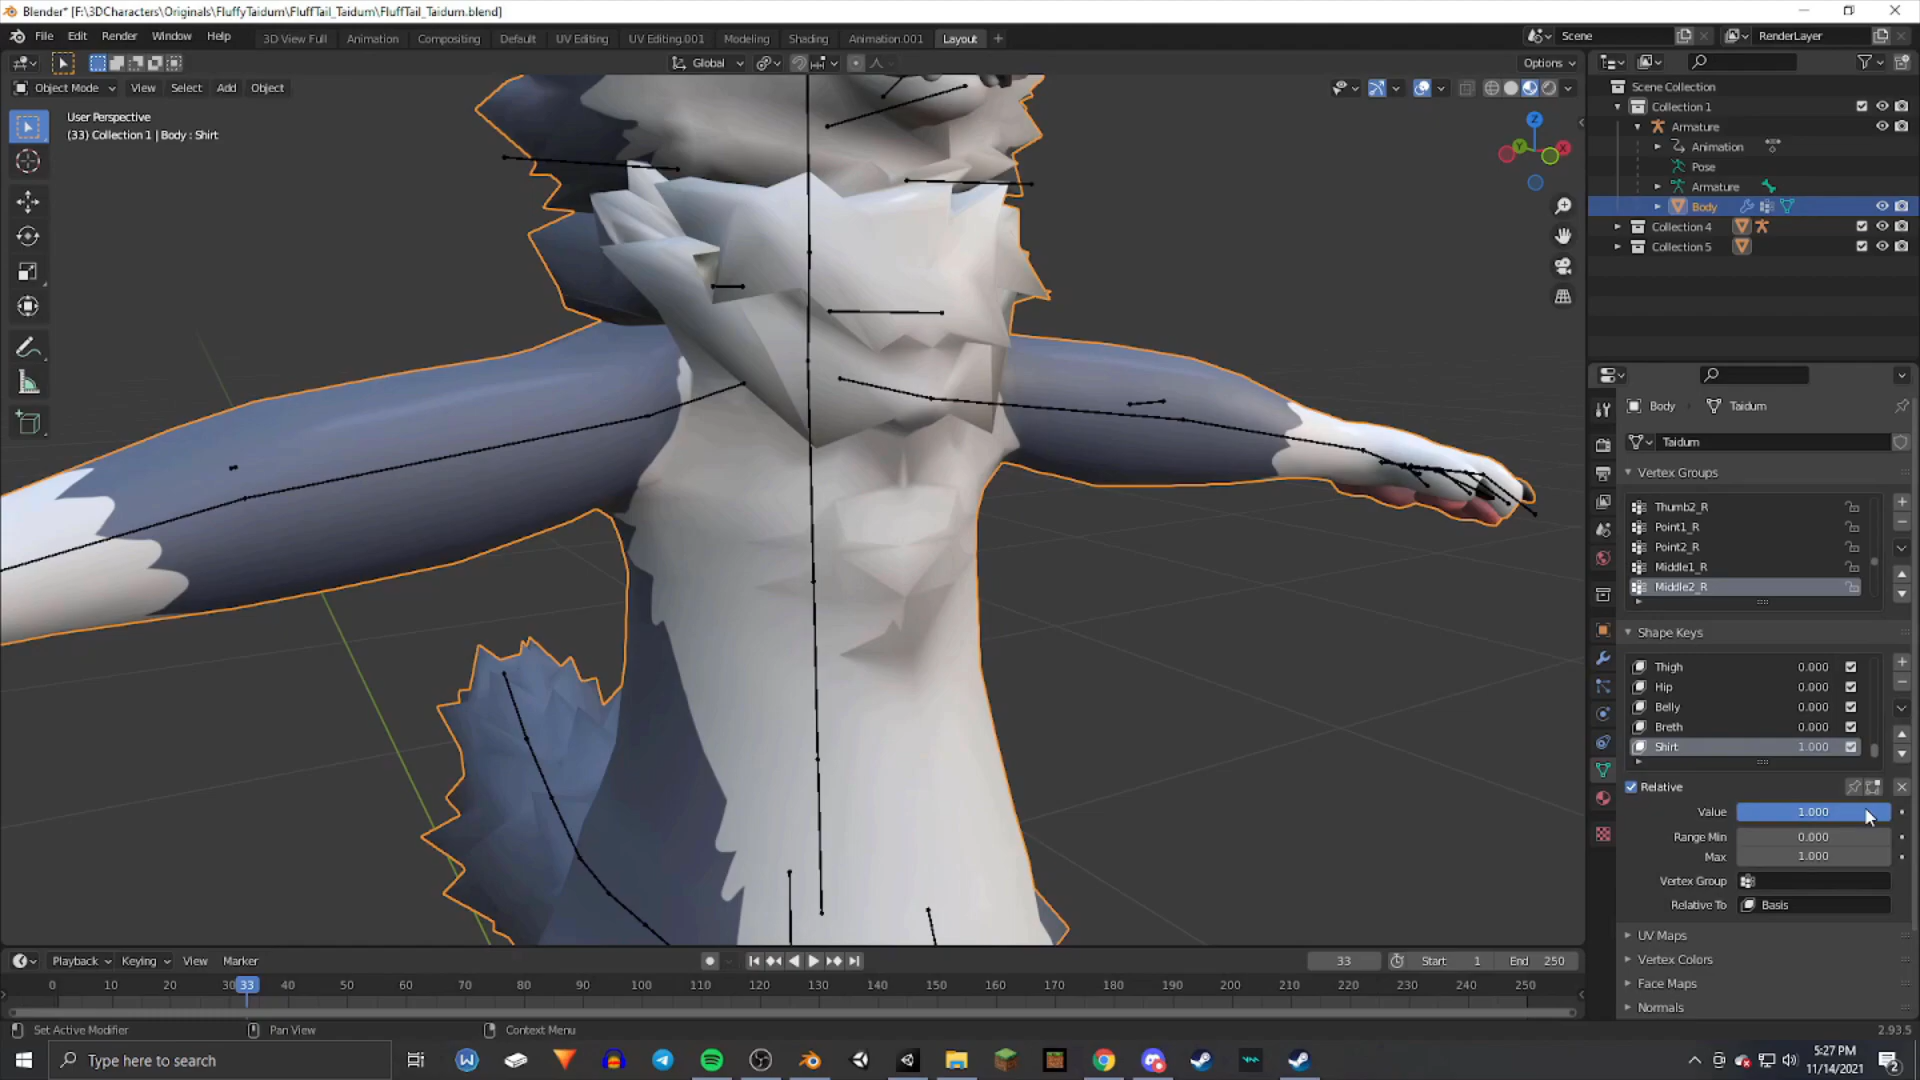 Blender* [F:\3DCharacters\Originals\FluffyTaidum\FluffTail_Taidum\FluffTail_Taidum.blend]
File Edit Render Window Help
3D View Full Animation Compositing Default UV Editing UV Editing.001 Modeling Shading Animation.001 Layout +
Scene
RenderLayer
Global
Options
Object Mode View Select Add Object
User Perspective
(33) Collection 1 | Body : Shirt
Z
Y
X
Scene Collection
Collection 1
Armature
Animation
Pose
Armature
Body
Collection 4
Collection 5
Body Taidum
Taidum
Vertex Groups
Thumb2_R
Point1_R
Point2_R
Middle1_R
Middle2_R
Shape Keys
Thigh 0.000
Hip 0.000
Belly 0.000
Breth 0.000
Shirt 1.000
Relative
Value 1.000
Range Min 0.000
Max 1.000
Vertex Group
Relative To Basis
UV Maps
Vertex Colors
Face Maps
Normals
Playback Keying View Marker
33 Start 1 End 250
0 10 20 30 33 40 50 60 70 80 90 100 110 120 130 140 150 160 170 180 190 200 210 220 230 240 250
Set Active Modifier Pan View Context Menu
2.93.5
Type here to search
5:27 PM
11/14/2021
2